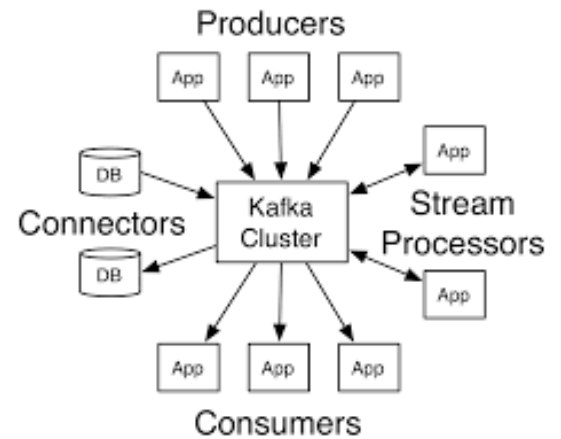 Producers
App
App
App
DB
App
Connectors
Kafka
Cluster
Stream
Processors
DB
App
App
App
App
Consumers